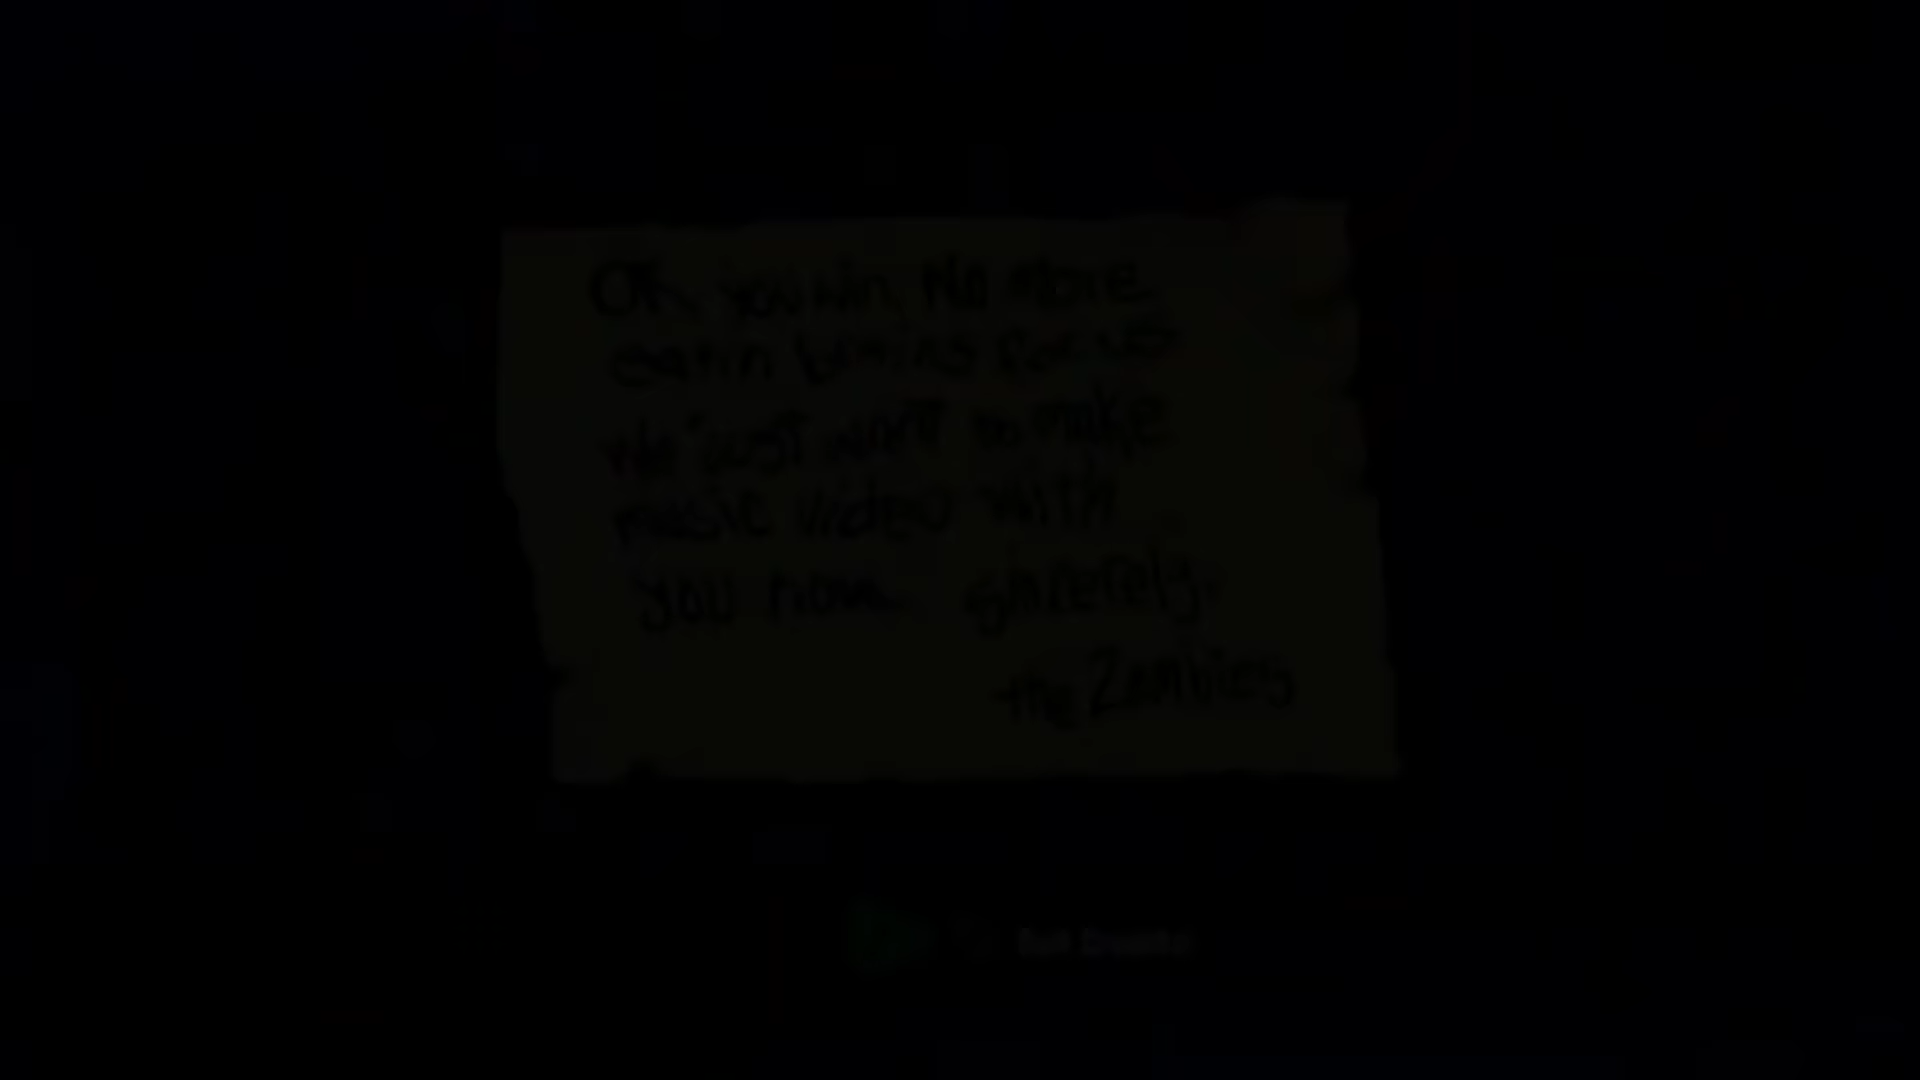 OK, you win. No more
eatin brains for us.
We just want to make
music video with
you now. sincerely,
the Zombies